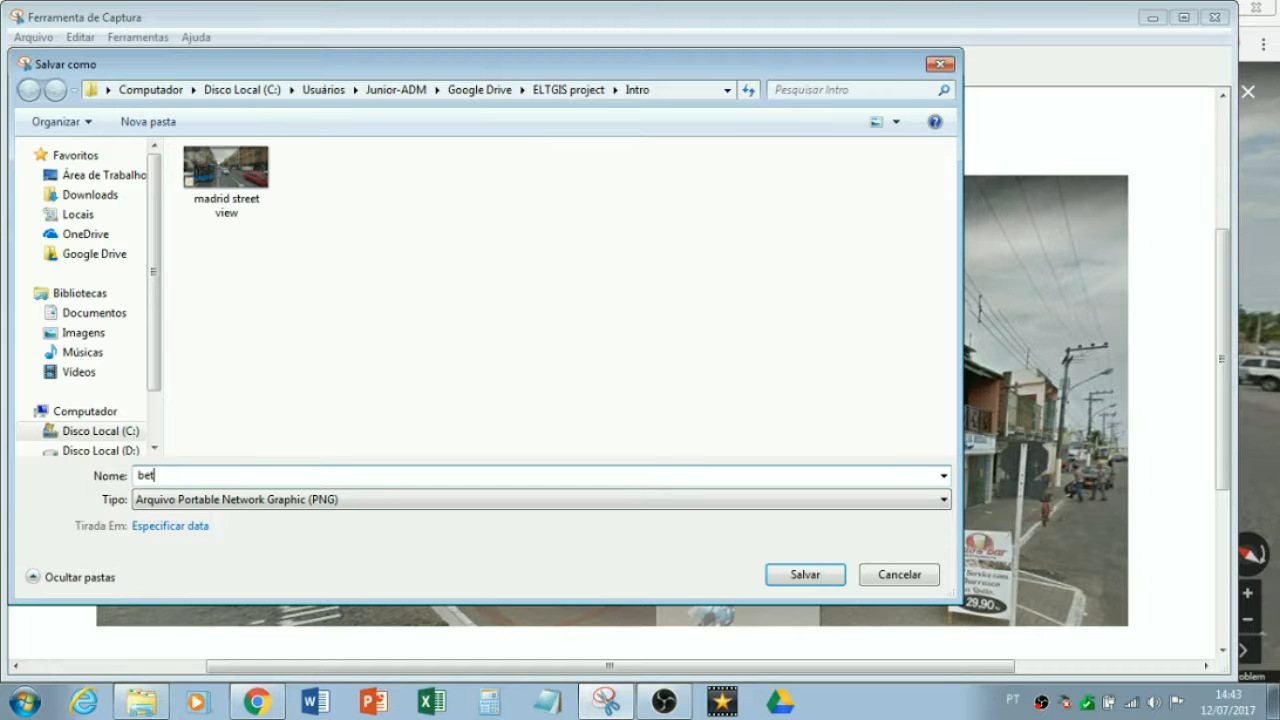 Ferramenta de Captura
Arquivo Editar Ferramentas Ajuda
Salvar como
Computador Disco Local (C:) Usuários Junior-ADM Google Drive ELTGIS project Intro
Pesquisar Intro
Organizar Nova pasta
Favoritos
Área de Trabalho
Downloads
Locais
OneDrive
Google Drive
Bibliotecas
Documentos
Imagens
Músicas
Vídeos
Computador
Disco Local (C:)
Disco Local (D:)
madrid street
view
Nome: bet
Tipo: Arquivo Portable Network Graphic (PNG)
Tirada Em: Especificar data
Ocultar pastas
Salvar Cancelar
29,90
oblem
PT
14:43
12/07/2017